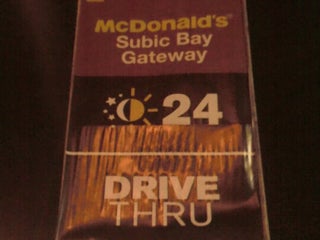 McDonald's
Subic Bay
Gateway
24
DRIVE
THRU